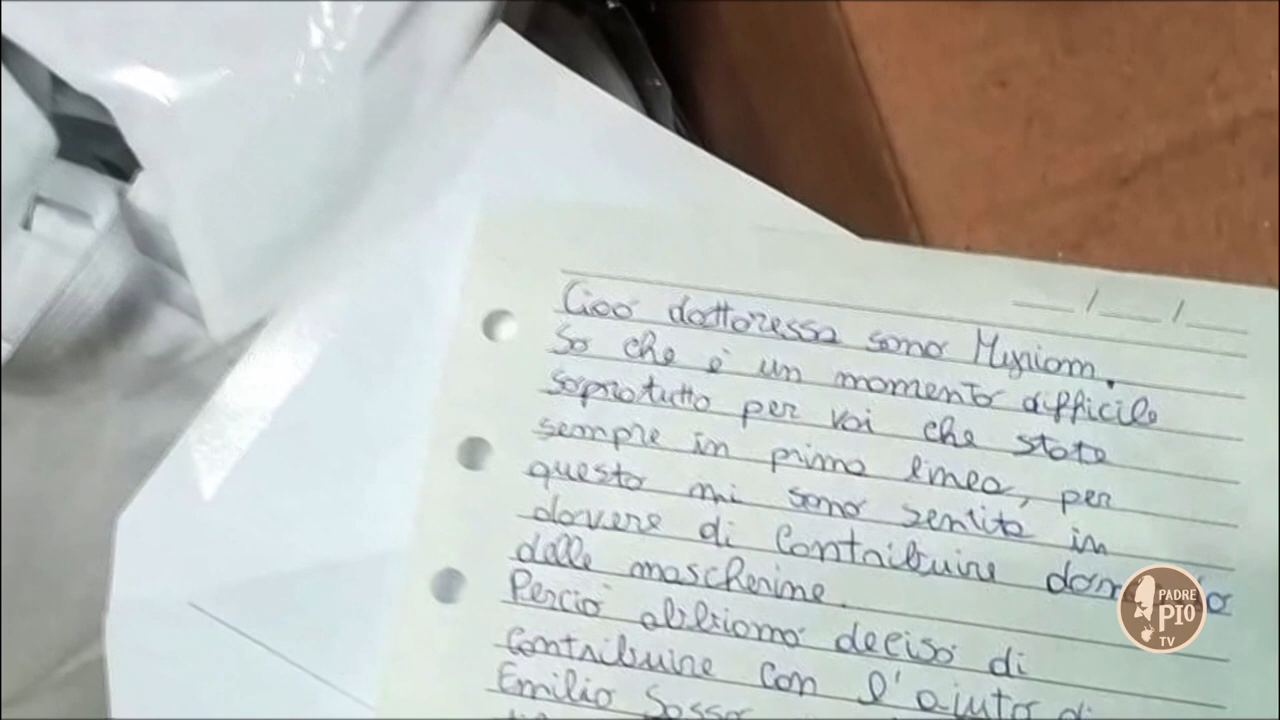 Ciao dottoressa sono Myriam.
So che è un momento difficile
sopratutto per voi che state
sempre in prima linea, per
questo mi sono sentita in
dovere di contribuire
delle mascherine.
Perciò abbiamo deciso di
contribuire con l'aiuto di
Emilio Sasso
PADRE
PIO
TV